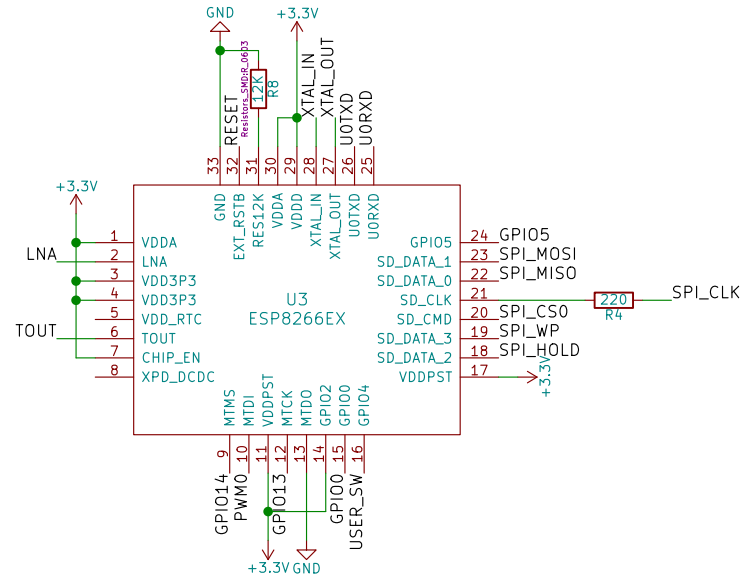 GND
+3.3V
Resistors_SMD:R_0603
12K
R8
RESET
XTAL_IN
XTAL_OUT
U0TXD
U0RXD
33
32
31
30
29
28
27
26
25
GND
EXT_RSTB
RES12K
VDDA
VDDD
XTAL_IN
XTAL_OUT
U0TXD
U0RXD
+3.3V
1 VDDA
LNA 2 LNA
3 VDD3P3
4 VDD3P3
5 VDD_RTC
TOUT 6 TOUT
7 CHIP_EN
8 XPD_DCDC
U3
ESP8266EX
GPIO5 24 GPIO5
SD_DATA_1 23 SPI_MOSI
SD_DATA_0 22 SPI_MISO
SD_CLK 21
220
R4
SPI_CLK
SD_CMD 20 SPI_CS0
SD_DATA_3 19 SPI_WP
SD_DATA_2 18 SPI_HOLD
VDDPST 17
+3.3V
MTMS
MTDI
VDDPST
MTCK
MTDO
GPIO2
GPIO0
GPIO4
9
10
11
12
13
14
15
16
GPIO14
PWM0
GPIO13
GPIO0
USER_SW
+3.3V
GND